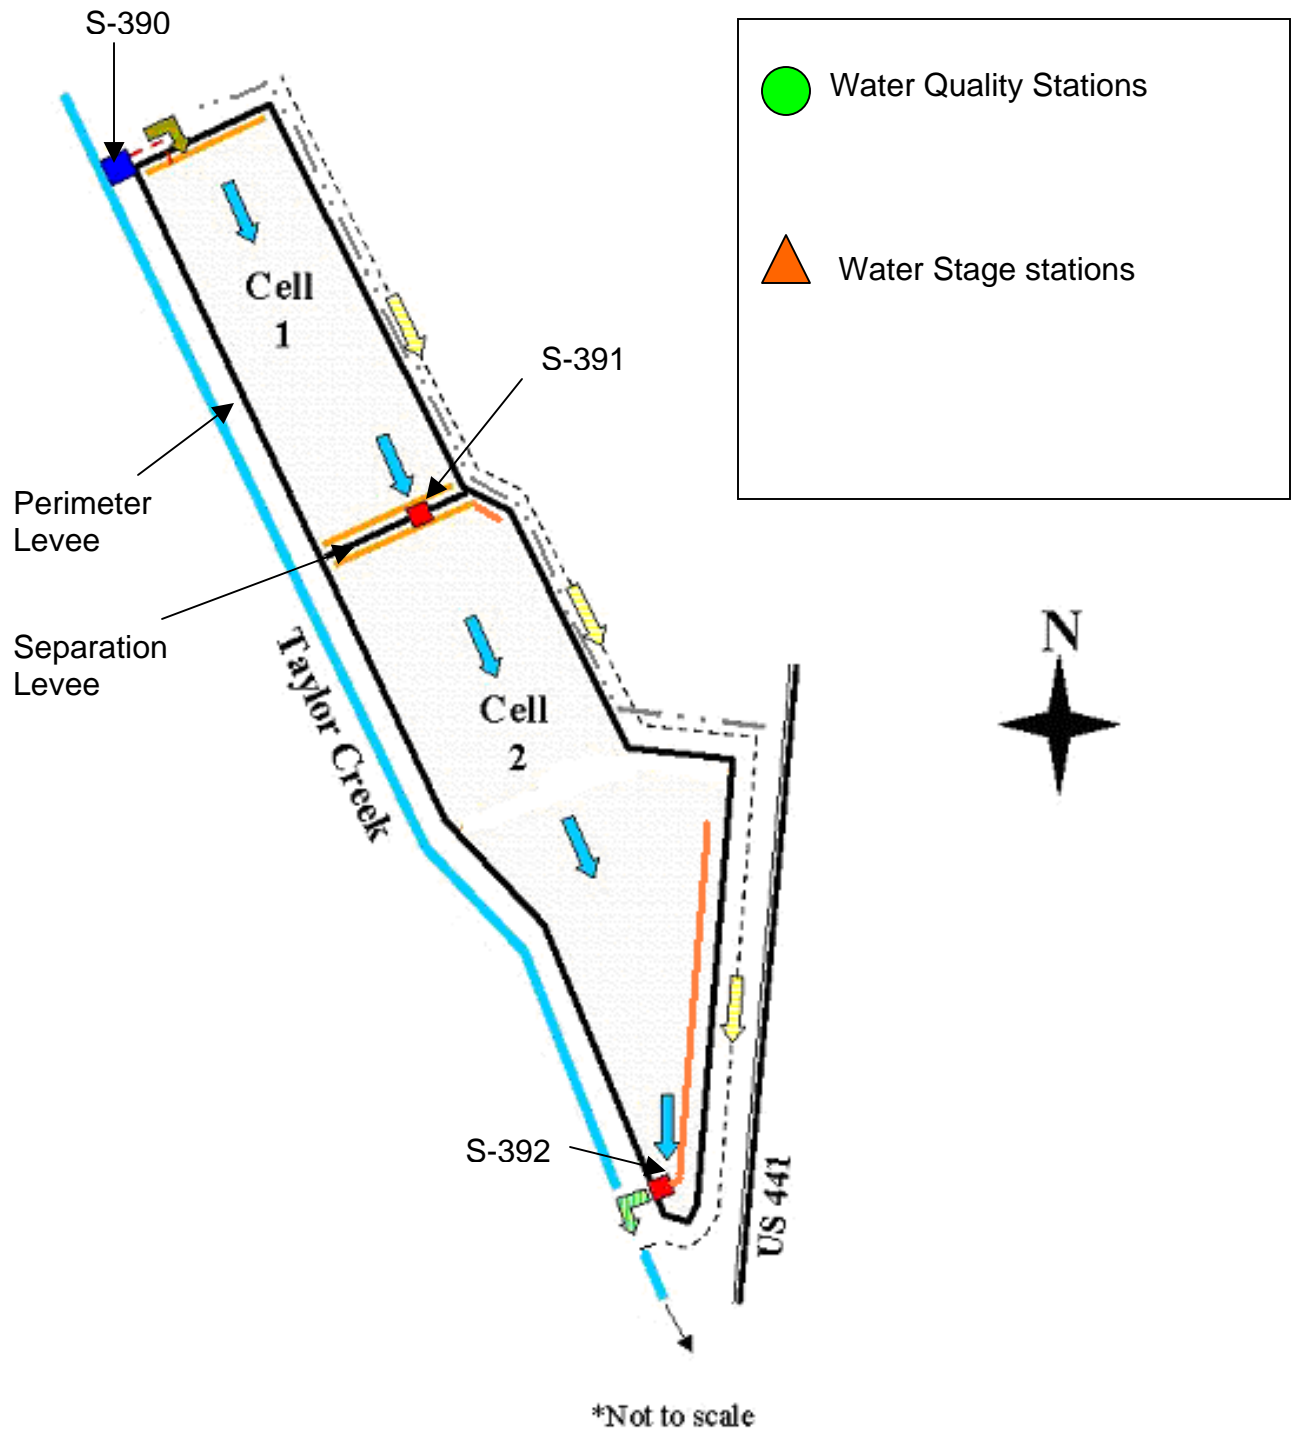 S-390
Water Quality Stations
Water Stage stations
Cell
1
S-391
Perimeter
Levee
Separation
Levee
Taylor Creek
N
Cell
2
S-392
US 441
*Not to scale